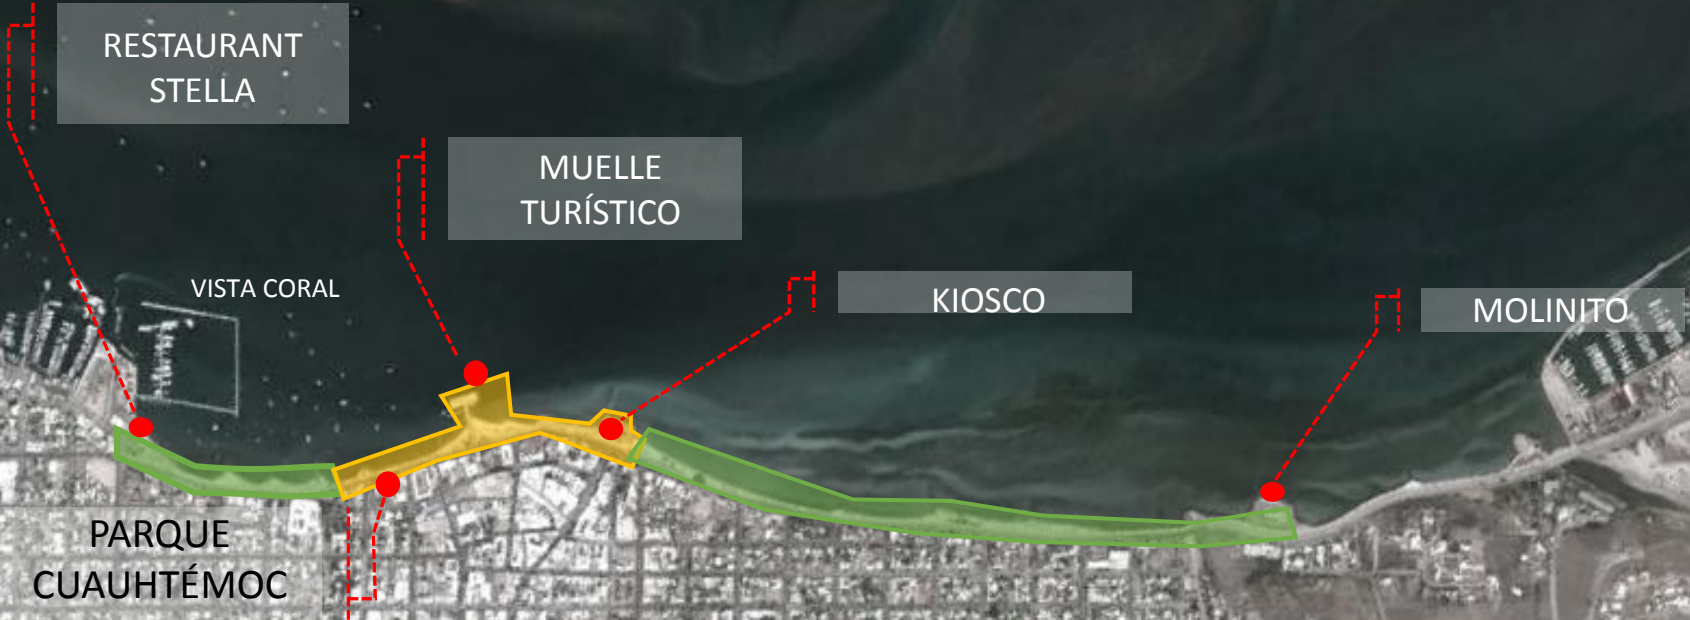 RESTAURANT
STELLA
MUELLE
TURÍSTICO
VISTA CORAL
KIOSCO
MOLINITO
PARQUE
CUAUHTÉMOC